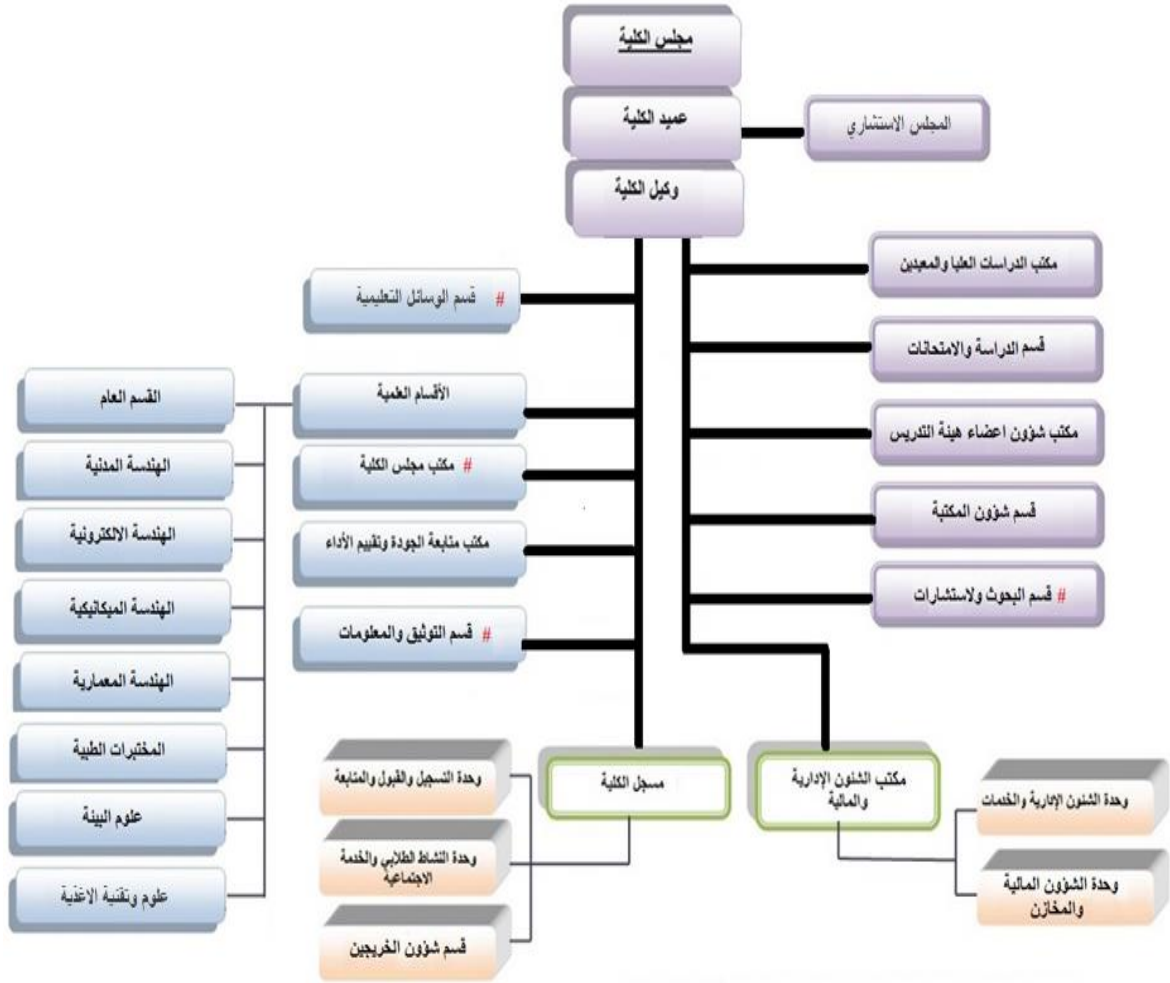 مجلس الكلية
عميد الكلية
المجلس الاستشاري
وكيل الكلية
مكتب الدراسات العليا والمعيدين
قسم الدراسة والامتحانات
مكتب شؤون اعضاء هيئة التدريس
قسم شؤون المكتبة
# قسم البحوث ولاستشارات
# قسم الوسائل التعليمية
الأقسام العلمية
# مكتب مجلس الكلية
مكتب متابعة الجودة وتقييم الأداء
# قسم التوثيق والمعلومات
القسم العام
الهندسة المدنية
الهندسة الالكترونية
الهندسة الميكانيكية
الهندسة المعمارية
المختبرات الطبية
علوم البيئة
علوم وتقنية الاغذية
مكتب الشئون الإدارية
والمالية
وحدة الشئون الإدارية والخدمات
وحدة الشؤون المالية
والمخازن
مسجل الكلية
وحدة التسجيل والقبول والمتابعة
وحدة النشاط الطلابي والخدمة
الاجتماعية
قسم شؤون الخريجين